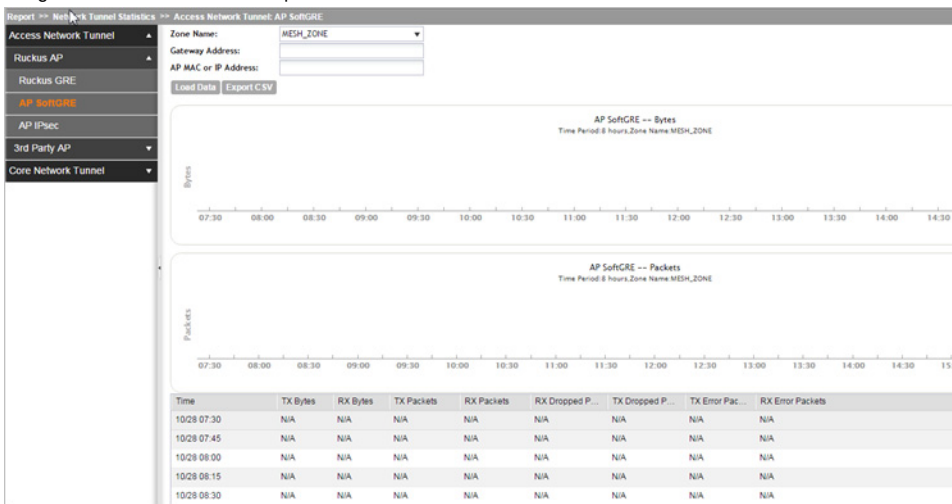 Report >> Network Tunnel Statistics >> Access Network Tunnel: AP SoftGRE
Access Network Tunnel
Ruckus AP
Ruckus GRE
AP SoftGRE
AP IPsec
3rd Party AP
Core Network Tunnel
Zone Name: MESH_ZONE
Gateway Address:
AP MAC or IP Address:
Load Data Export CSV
AP SoftGRE -- Bytes
Time Period:8 hours,Zone Name:MESH_ZONE
Bytes
07:30 08:00 08:30 09:00 09:30 10:00 10:30 11:00 11:30 12:00 12:30 13:00 13:30 14:00 14:30
AP SoftGRE -- Packets
Time Period:8 hours,Zone Name:MESH_ZONE
Packets
07:30 08:00 08:30 09:00 09:30 10:00 10:30 11:00 11:30 12:00 12:30 13:00 13:30 14:00 14:30 15
Time TX Bytes RX Bytes TX Packets RX Packets RX Dropped P... TX Dropped P... TX Error Pac... RX Error Packets
10/28 07:30 N/A N/A N/A N/A N/A N/A N/A N/A
10/28 07:45 N/A N/A N/A N/A N/A N/A N/A N/A
10/28 08:00 N/A N/A N/A N/A N/A N/A N/A N/A
10/28 08:15 N/A N/A N/A N/A N/A N/A N/A N/A
10/28 08:30 N/A N/A N/A N/A N/A N/A N/A N/A